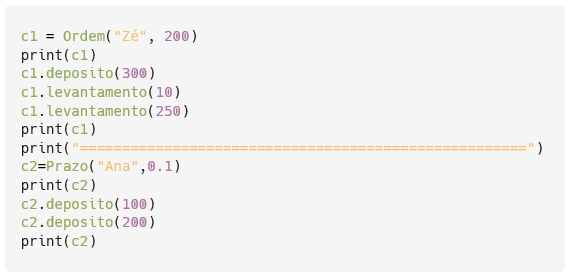 c1 = Ordem("Zé", 200)
print(c1)
c1.deposito(300)
c1.levantamento(10)
c1.levantamento(250)
print(c1)
print("=====================================================")
c2=Prazo("Ana",0.1)
print(c2)
c2.deposito(100)
c2.deposito(200)
print(c2)